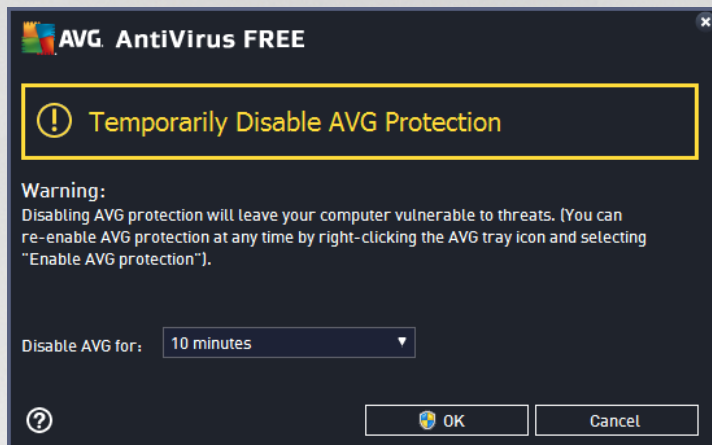 AVG. AntiVirus FREE
Temporarily Disable AVG Protection
Warning:
Disabling AVG protection will leave your computer vulnerable to threats. (You can
re-enable AVG protection at any time by right-clicking the AVG tray icon and selecting
"Enable AVG protection").
Disable AVG for: 10 minutes
OK Cancel